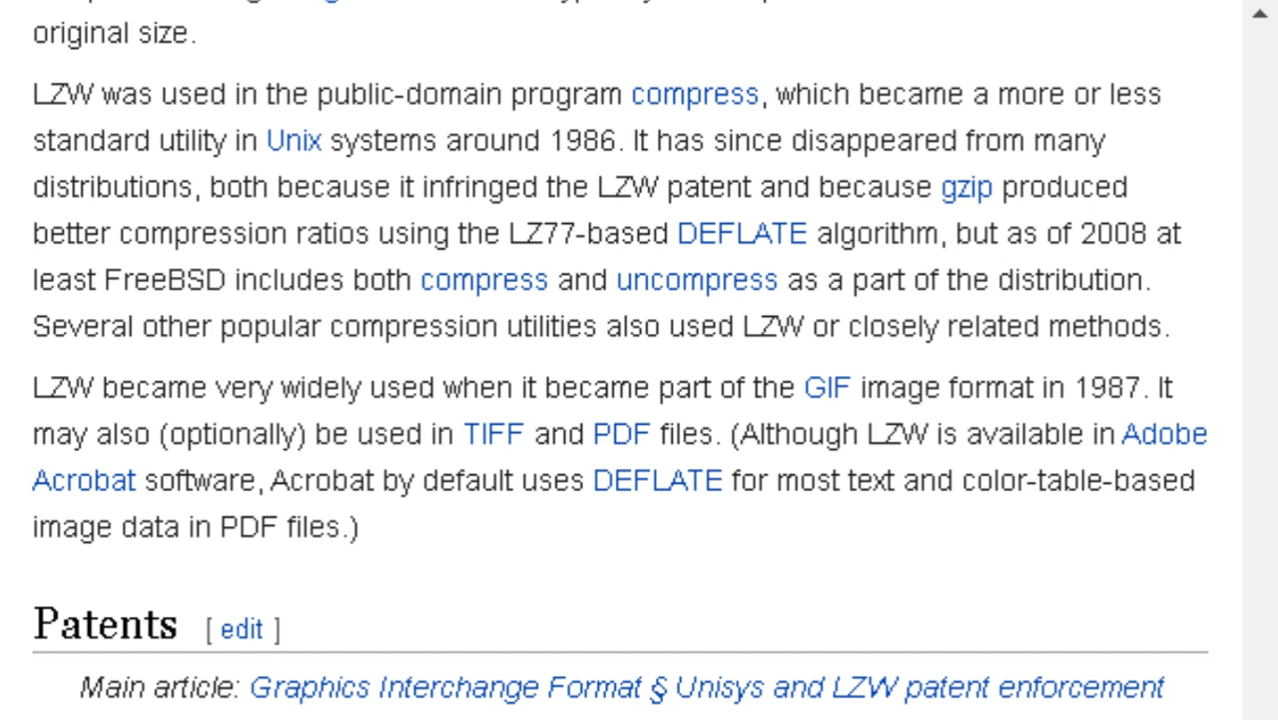 original size.
LZW was used in the public-domain program compress, which became a more or less
standard utility in Unix systems around 1986. It has since disappeared from many
distributions, both because it infringed the LZW patent and because gzip produced
better compression ratios using the LZ77-based DEFLATE algorithm, but as of 2008 at
least FreeBSD includes both compress and uncompress as a part of the distribution.
Several other popular compression utilities also used LZW or closely related methods.
LZW became very widely used when it became part of the GIF image format in 1987. It
may also (optionally) be used in TIFF and PDF files. (Although LZW is available in Adobe
Acrobat software, Acrobat by default uses DEFLATE for most text and color-table-based
image data in PDF files.)
Patents [ edit ]
Main article: Graphics Interchange Format § Unisys and LZW patent enforcement